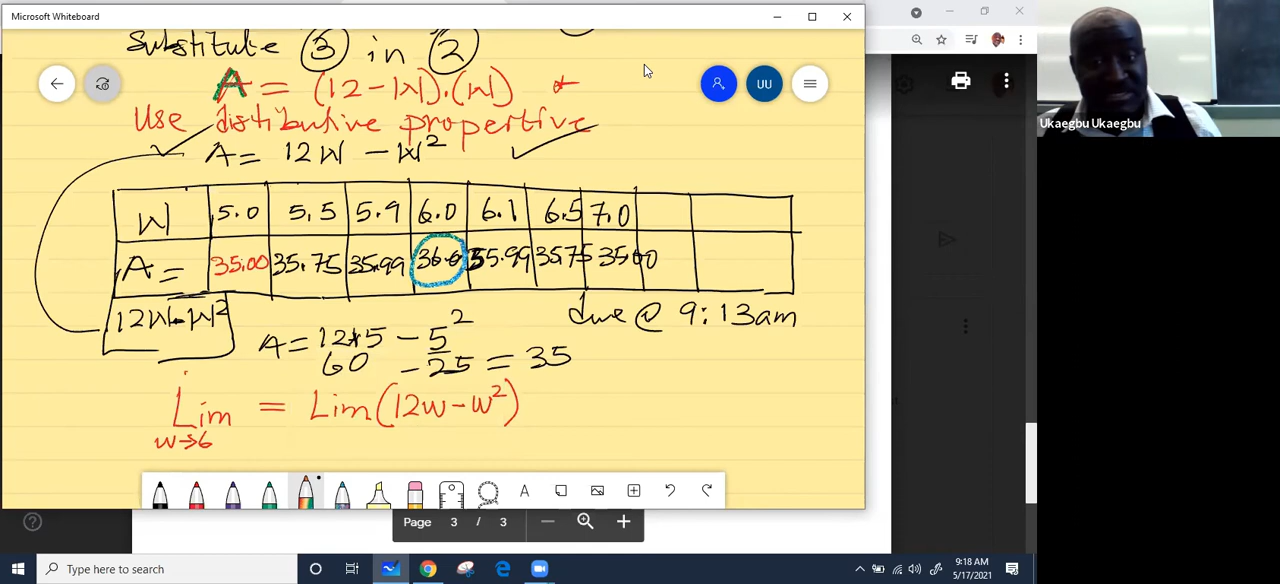 Microsoft Whiteboard
Substitute 3 in 2
A = (12 - W).(W) *
Use distibutive propertive
A = 12W - W²
W 5.0 5.5 5.9 6.0 6.1 6.5 7.0
A = 35.00 35.75 35.99 36.0 35.99 35.75 35.00
12W-W²
due @ 9:13am
A = 12*5 - 5²
60 - 25 = 35
Lim = Lim(12w-w²)
w→6
UU
A
Page 3 / 3
Ukaegbu Ukaegbu
Type here to search
9:18 AM
5/17/2021